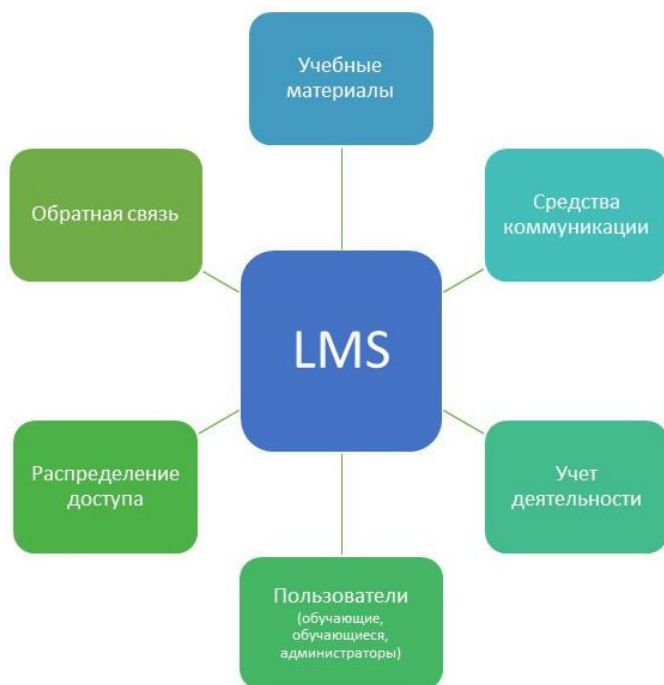 Учебные
материалы
Обратная связь
Средства
коммуникации
LMS
Распределение
доступа
Учет
деятельности
Пользователи
(обучающие,
обучающиеся,
администраторы)